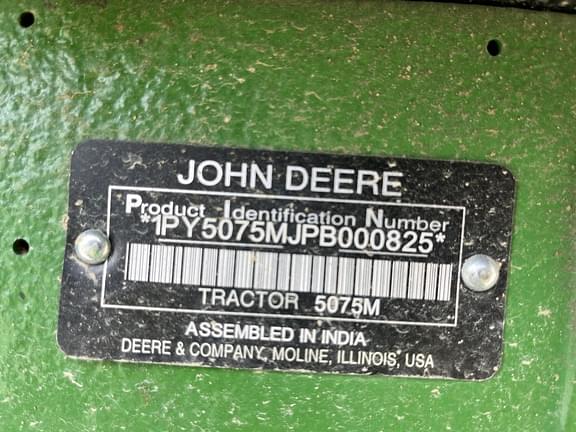 JOHN DEERE
Product Identification Number
*1PY5075MJPB000825*
TRACTOR 5075M
ASSEMBLED IN INDIA
DEERE & COMPANY, MOLINE, ILLINOIS, USA